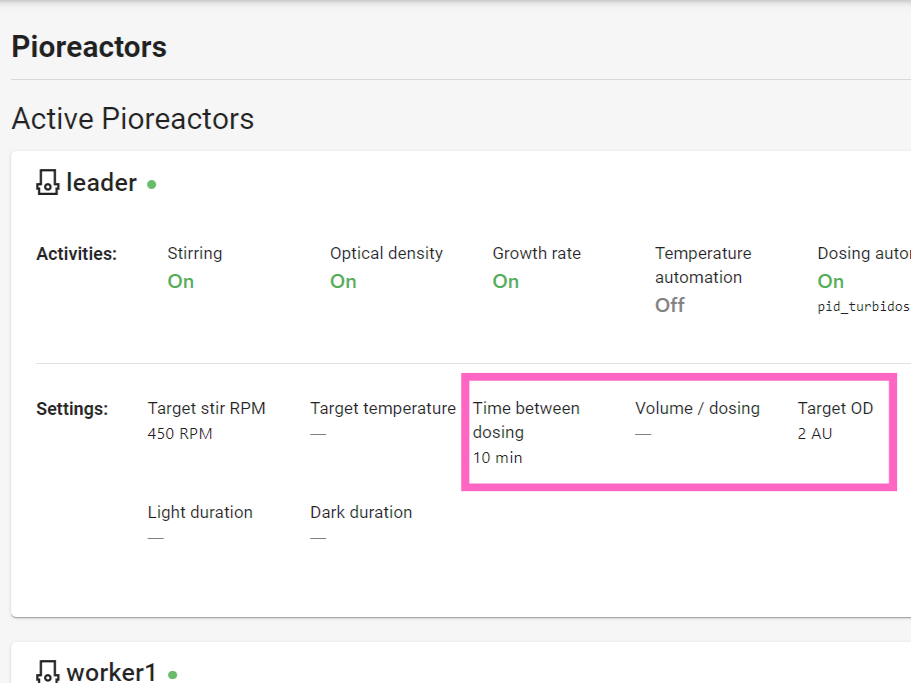 Pioreactors
Active Pioreactors
leader
Activities:
Stirring
On
Optical density
On
Growth rate
On
Temperature
automation
Off
Dosing
On
pid_turbidos
Settings:
Target stir RPM
450 RPM
Target temperature
—
Time between
dosing
10 min
Volume / dosing
—
Target OD
2 AU
Light duration
—
Dark duration
—
worker1